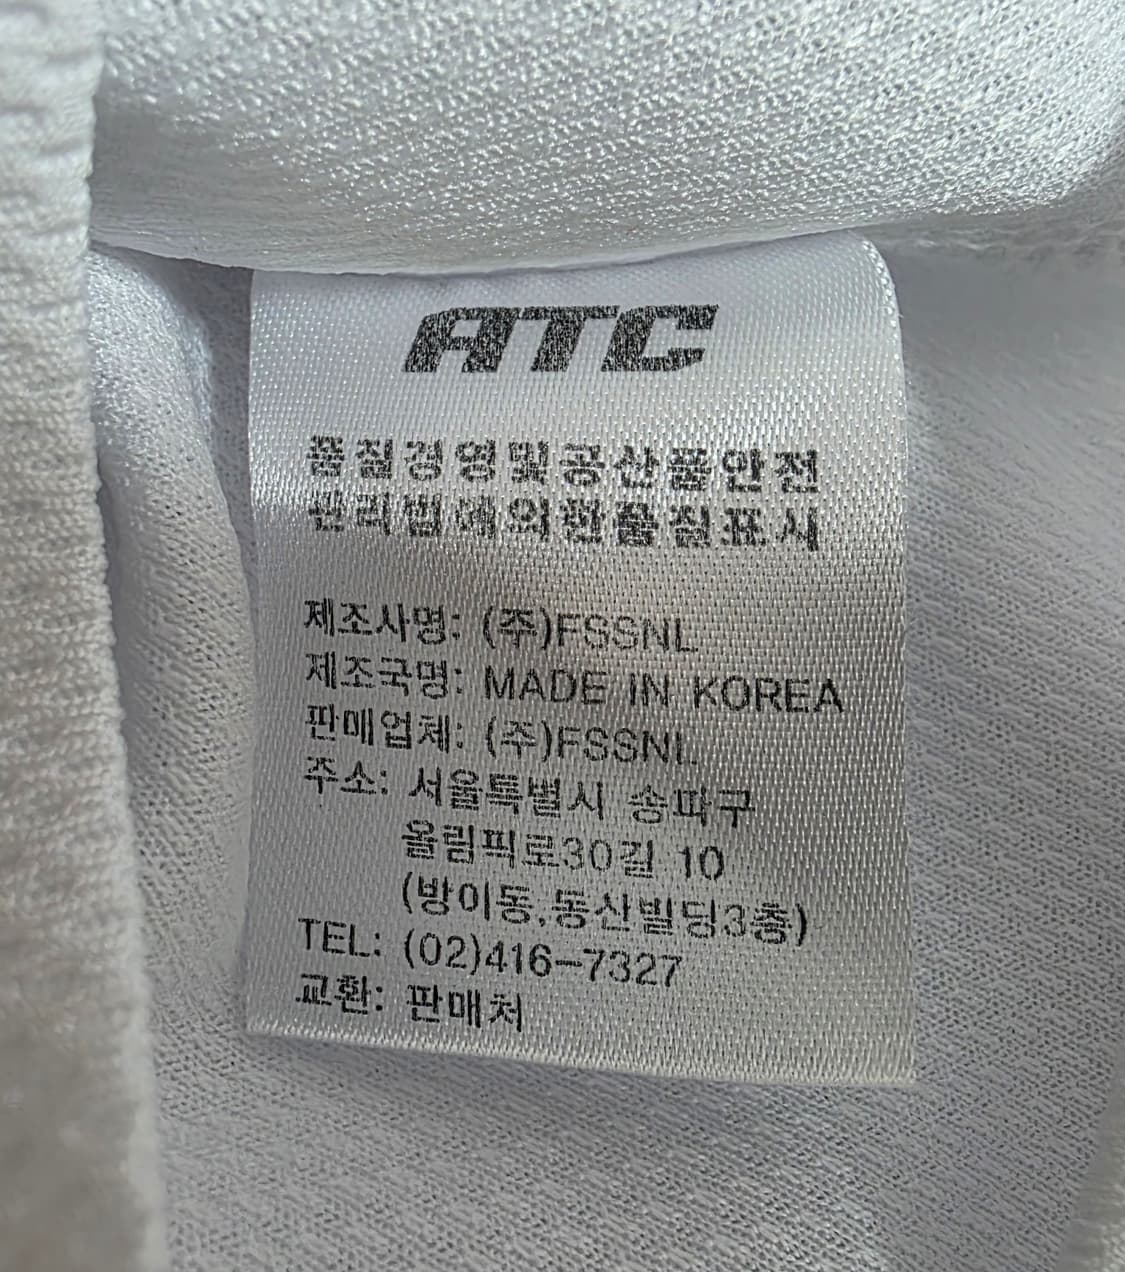 ATC
품질경영및공산품안전
관리법에의한품질표시
제조사명: (주)FSSNL
제조국명: MADE IN KOREA
판매업체: (주)FSSNL
주소: 서울특별시 송파구
올림픽로30길 10
(방이동,동산빌딩3층)
TEL: (02)416-7327
교환: 판매처